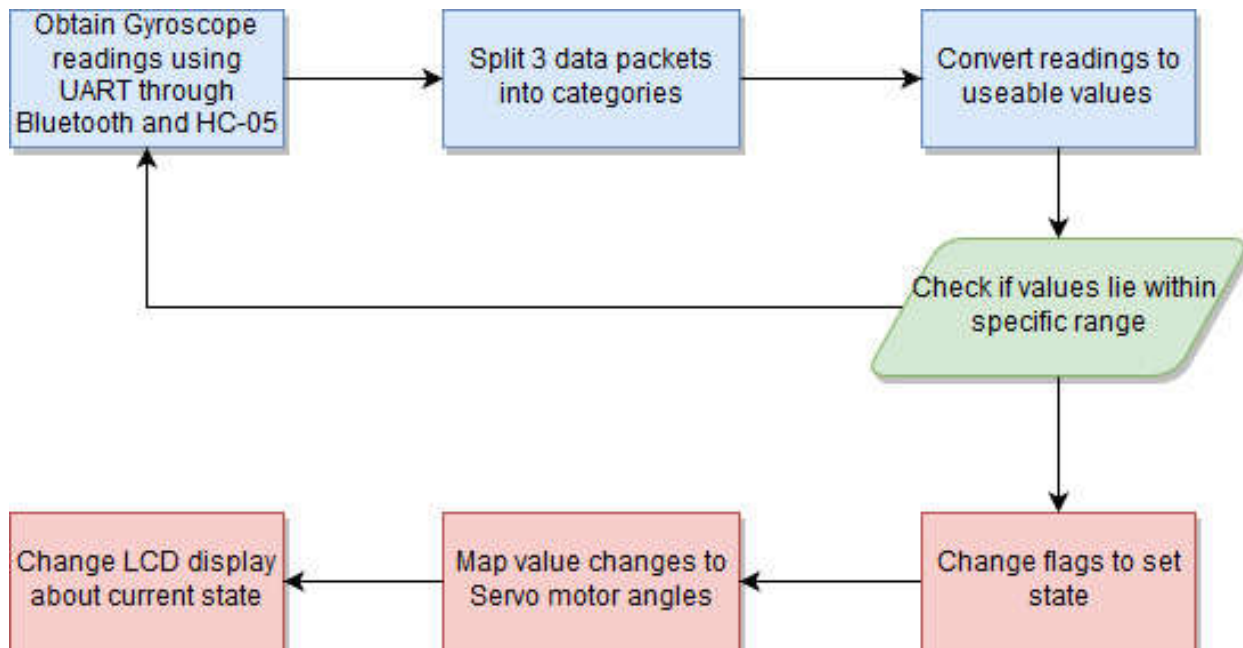 Obtain Gyroscope
readings using
UART through
Bluetooth and HC-05
Split 3 data packets
into categories
Convert readings to
useable values
Check if values lie within
specific range
Change flags to set
state
Map value changes to
Servo motor angles
Change LCD display
about current state